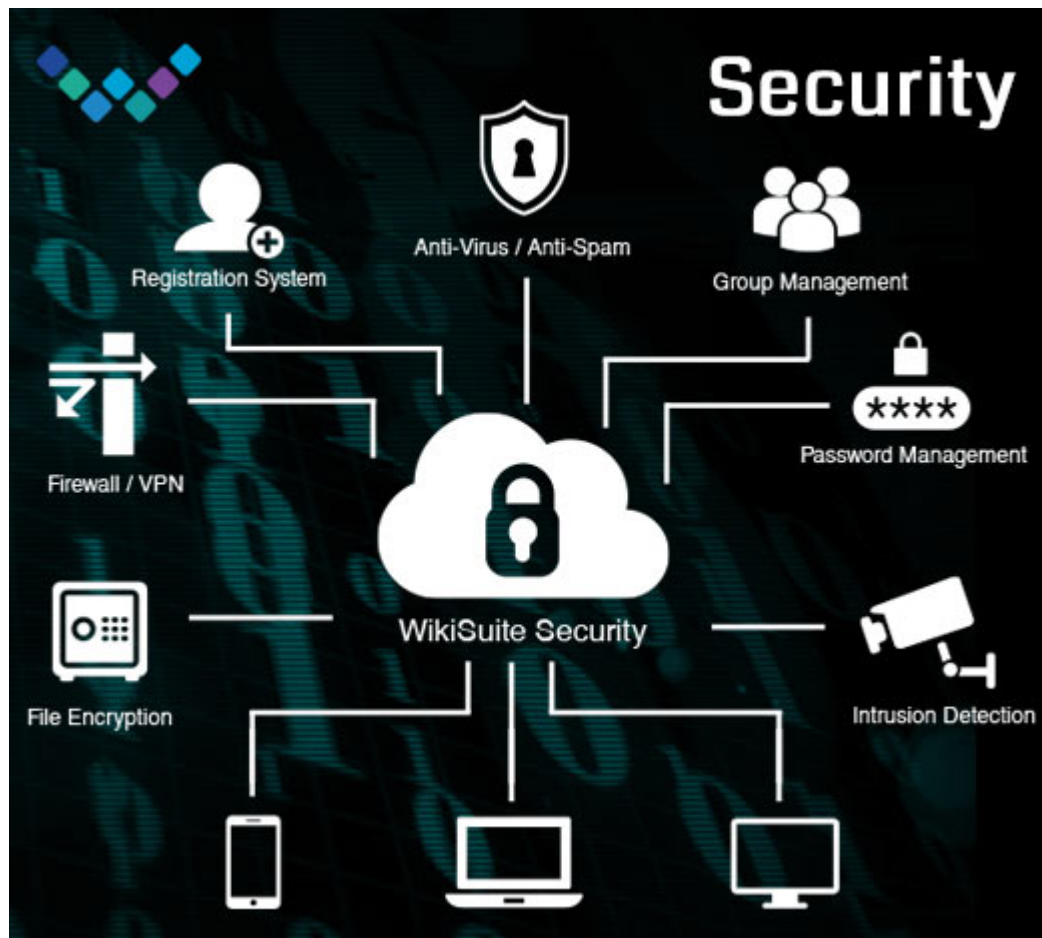 Security
Anti-Virus / Anti-Spam
Registration System
Group Management
****
Password Management
Firewall / VPN
WikiSuite Security
File Encryption
Intrusion Detection